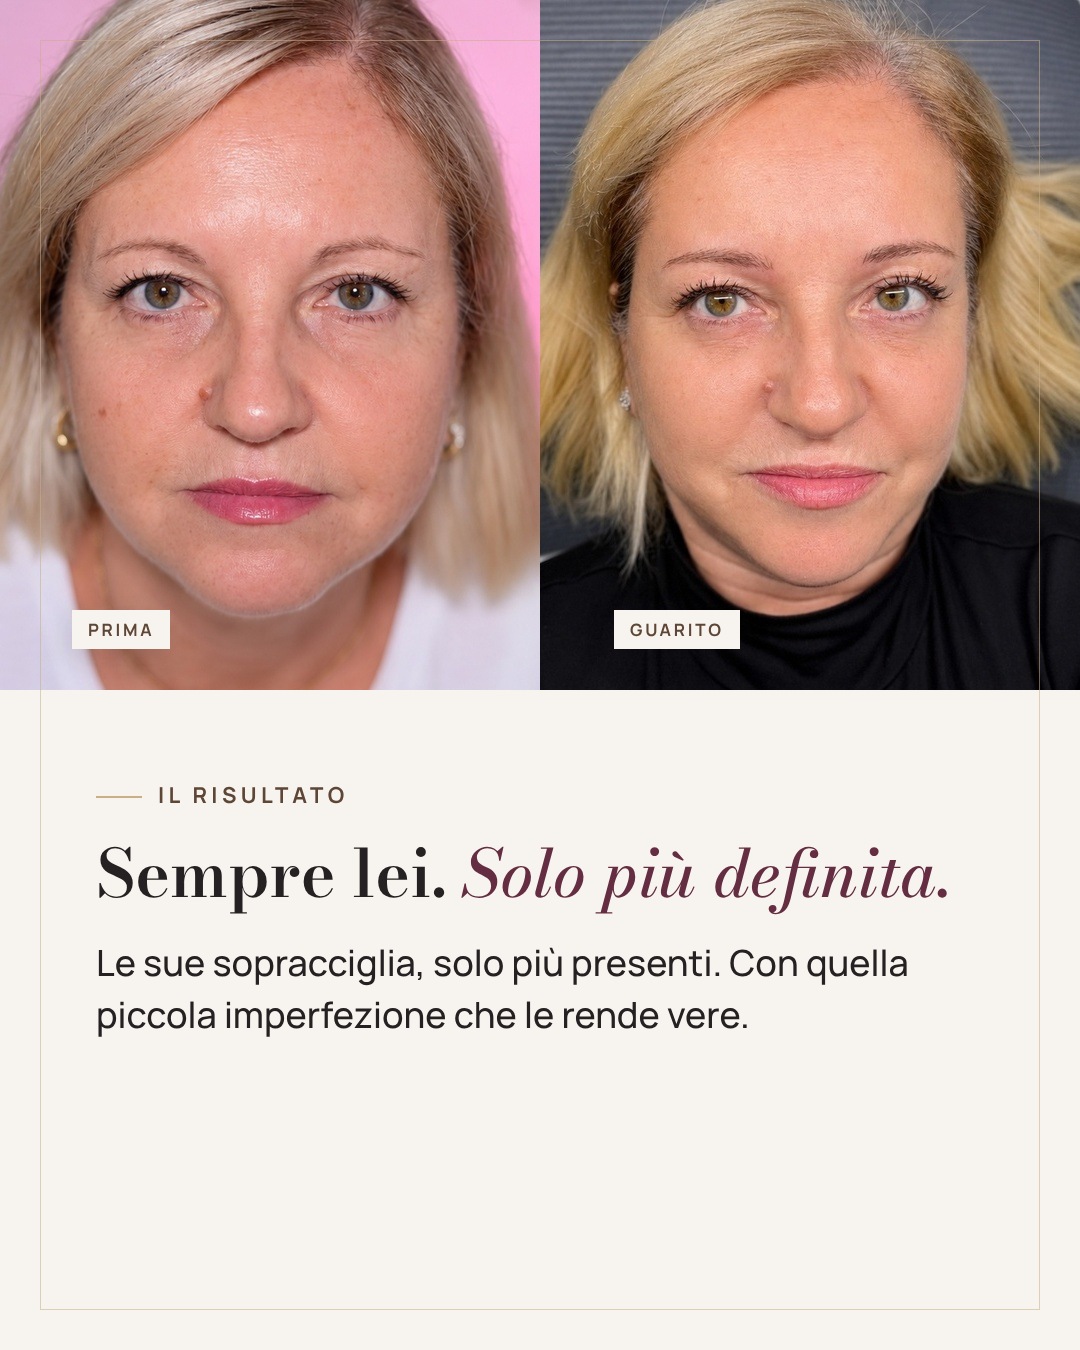 PRIMA
GUARITO
IL RISULTATO
Sempre lei. Solo più definita.
Le sue sopracciglia, solo più presenti. Con quella
piccola imperfezione che le rende vere.